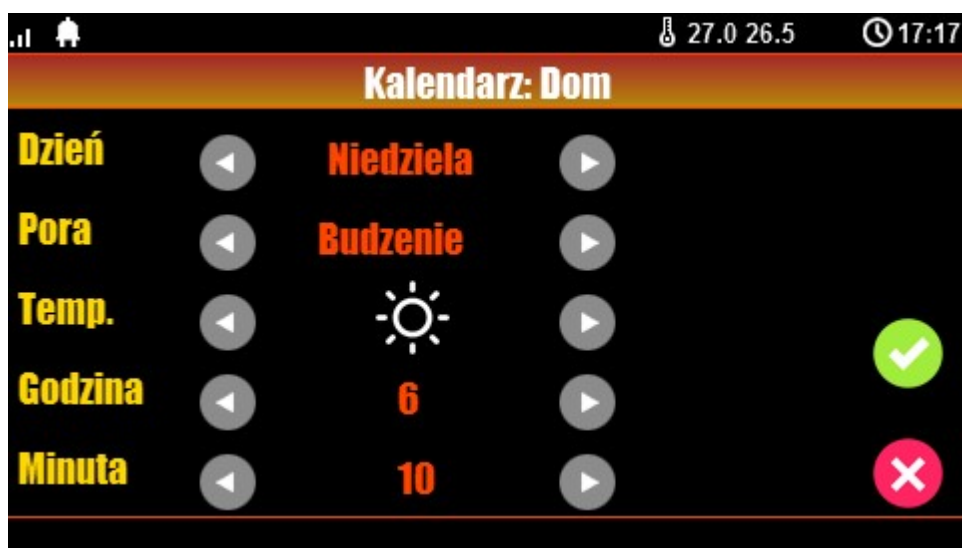 27.0 26.5 17:17
Kalendarz: Dom
Dzień Niedziela
Pora Budzenie
Temp.
Godzina 6
Minuta 10